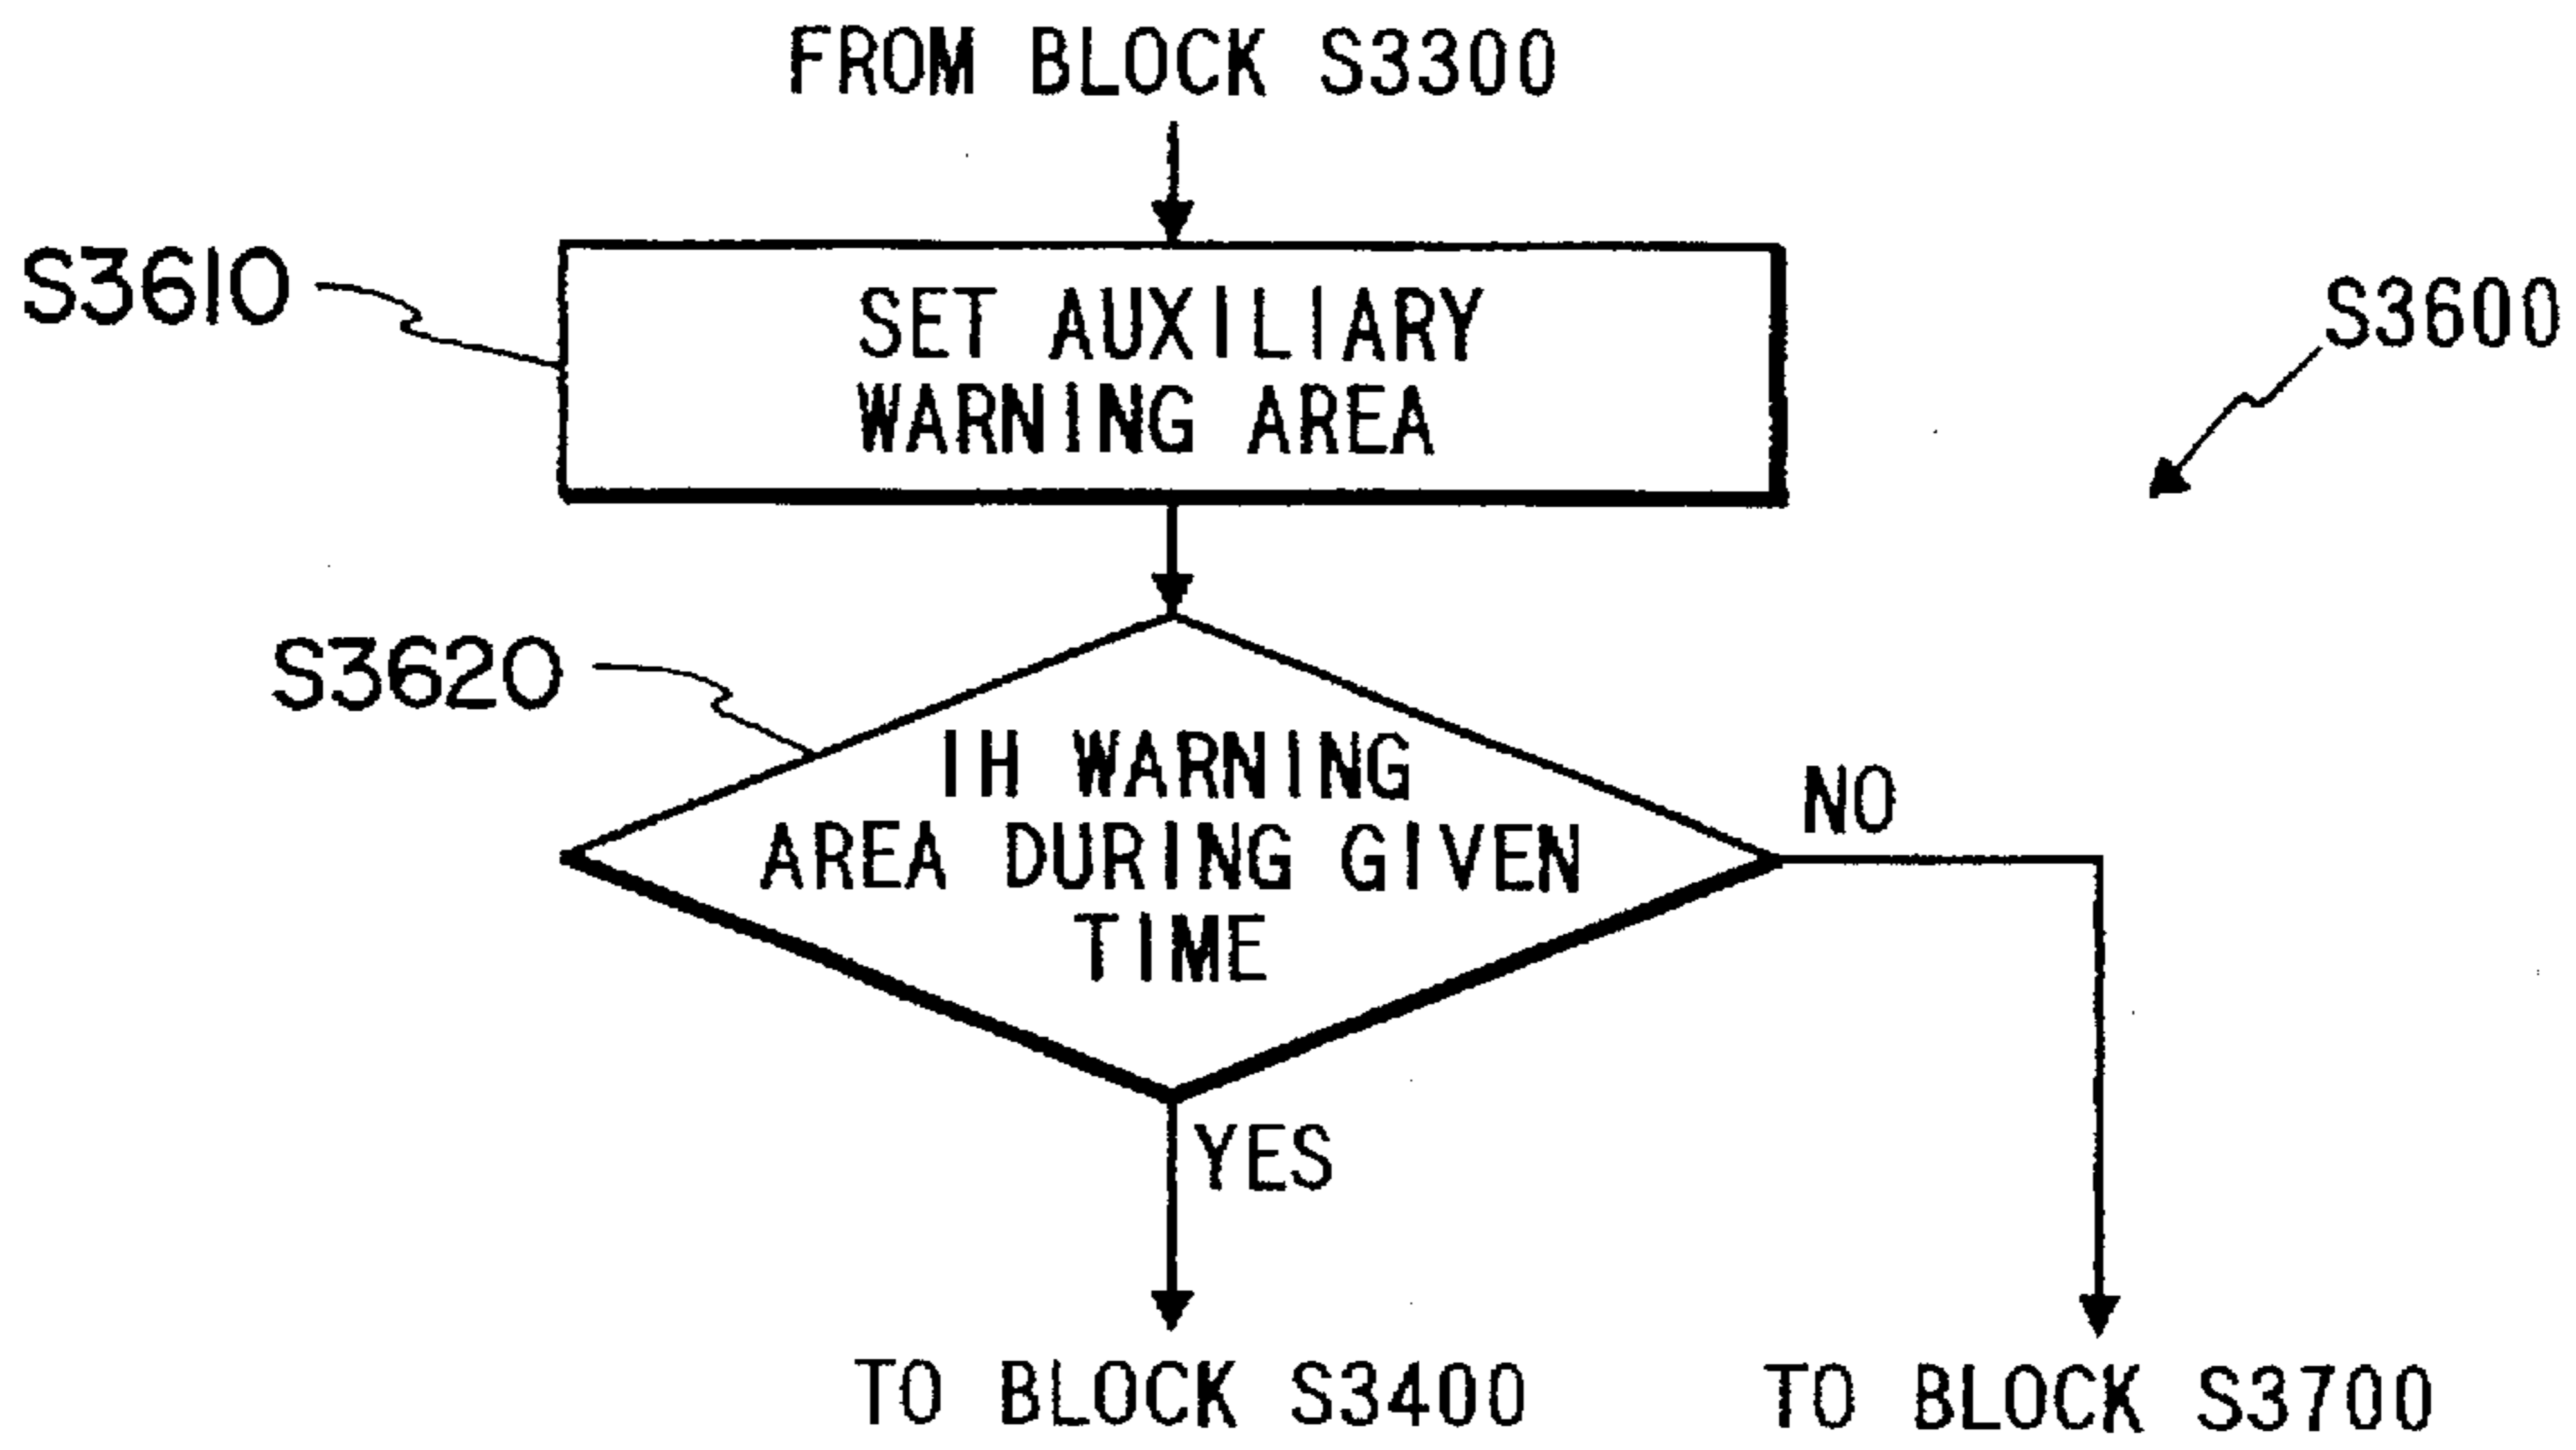 FROM BLOCK S3300
S3610
SET AUXILIARY
WARNING AREA
S3600
S3620
IH WARNING
AREA DURING GIVEN
TIME
NO
YES
TO BLOCK S3400
TO BLOCK S3700